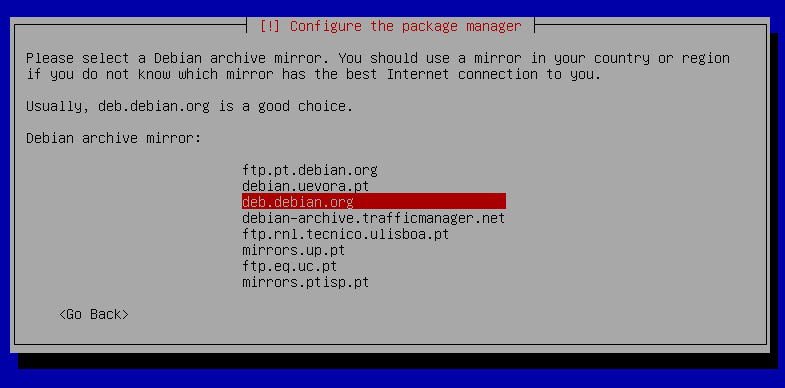 [!] Configure the package manager
Please select a Debian archive mirror. You should use a mirror in your country or region
if you do not know which mirror has the best Internet connection to you.
Usually, deb.debian.org is a good choice.
Debian archive mirror:
ftp.pt.debian.org
debian.uevora.pt
deb.debian.org
debian-archive.trafficmanager.net
ftp.rnl.tecnico.ulisboa.pt
mirrors.up.pt
ftp.eq.uc.pt
mirrors.ptisp.pt
<Go Back>